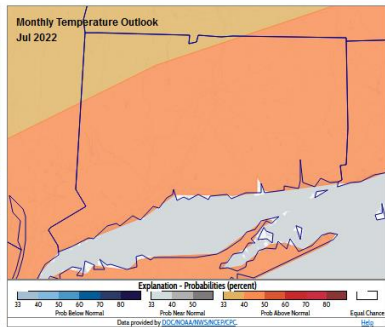 Monthly Temperature Outlook
Jul 2022
Explanation - Probabilities (percent)
33 40 50 60 70 80 33 40 50 33 40 50 60 70 80
Prob Below Normal Prob Near Normal Prob Above Normal Equal Chance
Data provided by DOC/NOAA/NWS/NCEP/CPC. Help